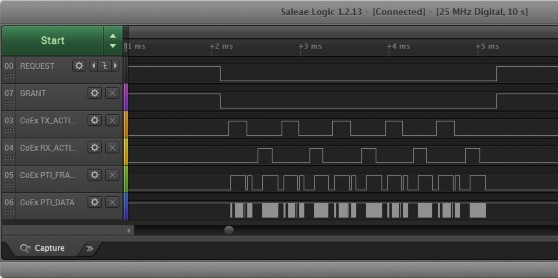 Saleae Logic 1.2.13 - [Connected] - [25 MHz Digital, 10 s]
Start
1 ms +2 ms +3 ms +4 ms +5 ms
00 REQUEST
07 GRANT
03 CoEx TX_ACTI...
04 CoEx RX_ACTI...
05 CoEx PTI_FRA...
06 CoEx PTI_DATA
Capture